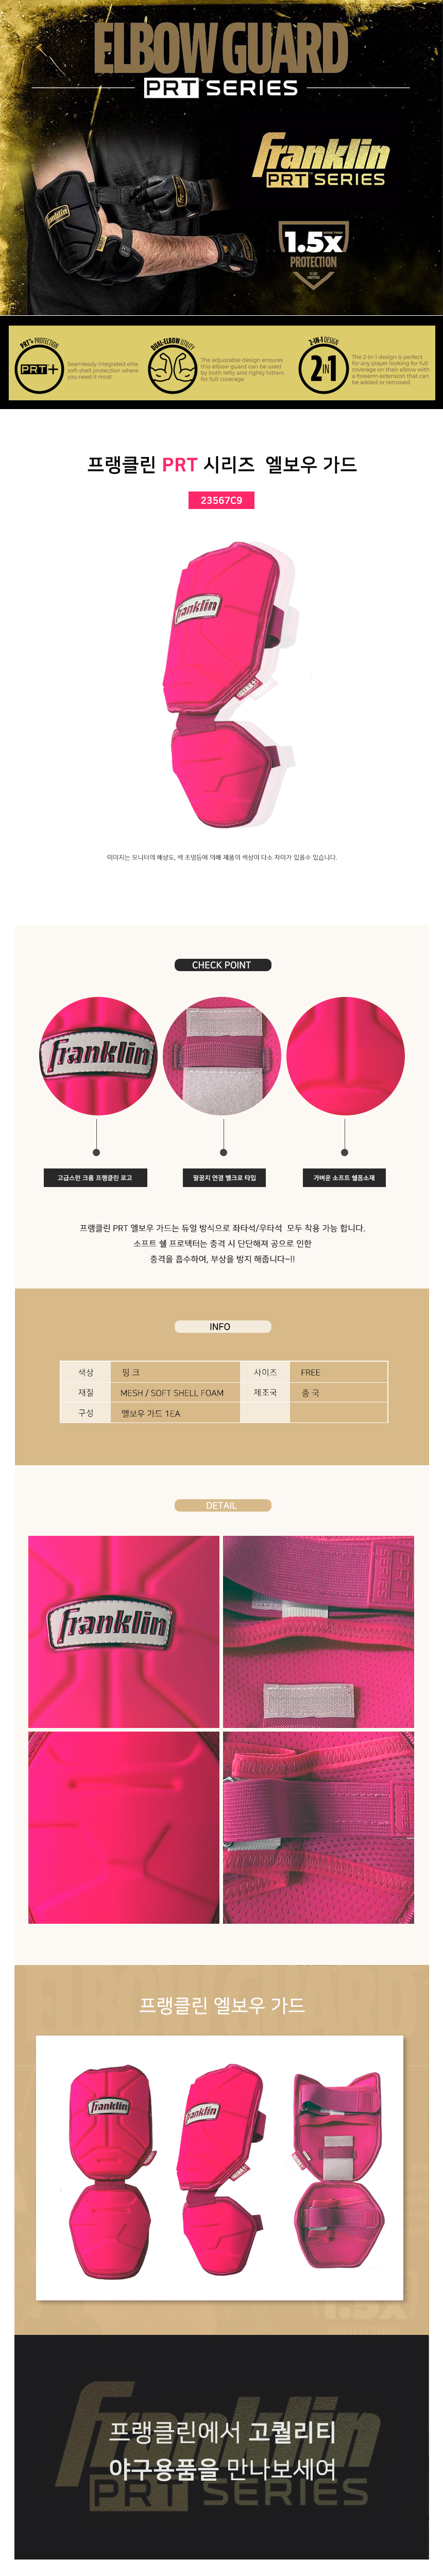 ELBOW GUARD
PRT SERIES
Franklin
PRT SERIES
Franklin
MORE THAN
1.5x
PROTECTION
PRT+ PROTECTION
PRT+
Seamlessly integrated elite
soft-shell protection where
you need it most
DUAL-ELBOW UTILITY
The adjustable design ensures
this elbow guard can be used
by both lefty and righty hitters
for full coverage
2-IN-1 DESIGN
2 IN 1
The 2-in-1 design is perfect
for any player looking for full
coverage on their elbow with
a forearm extension that can
be added or removed.
프랭클린 PRT 시리즈 엘보우 가드
23567C9
Franklin
이미지는 모니터의 해상도, 색 조명등에 의해 제품의 색상이 다소 차이가 있을수 있습니다.
CHECK POINT
Franklin
고급스런 크롬 프랭클린 로고
팔꿈치 연결 벨크로 타입
가벼운 소프트 쉘폼소재
프랭클린 PRT 엘보우 가드는 듀얼 방식으로 좌타석/우타석 모두 착용 가능 합니다.
소프트 쉘 프로텍터는 충격 시 단단해져 공으로 인한
충격을 흡수하여, 부상을 방지 해줍니다~!!
INFO
색상 핑 크 사이즈 FREE
재질 MESH / SOFT SHELL FOAM 제조국 중 국
구성 엘보우 가드 1EA
DETAIL
Franklin
PRT
SERIES
SERIES
ELBOW GUARD
프랭클린 엘보우 가드
Franklin
Franklin
1.5x
Franklin
프랭클린에서 고퀄리티
야구용품을 만나보세여
PRT SERIES